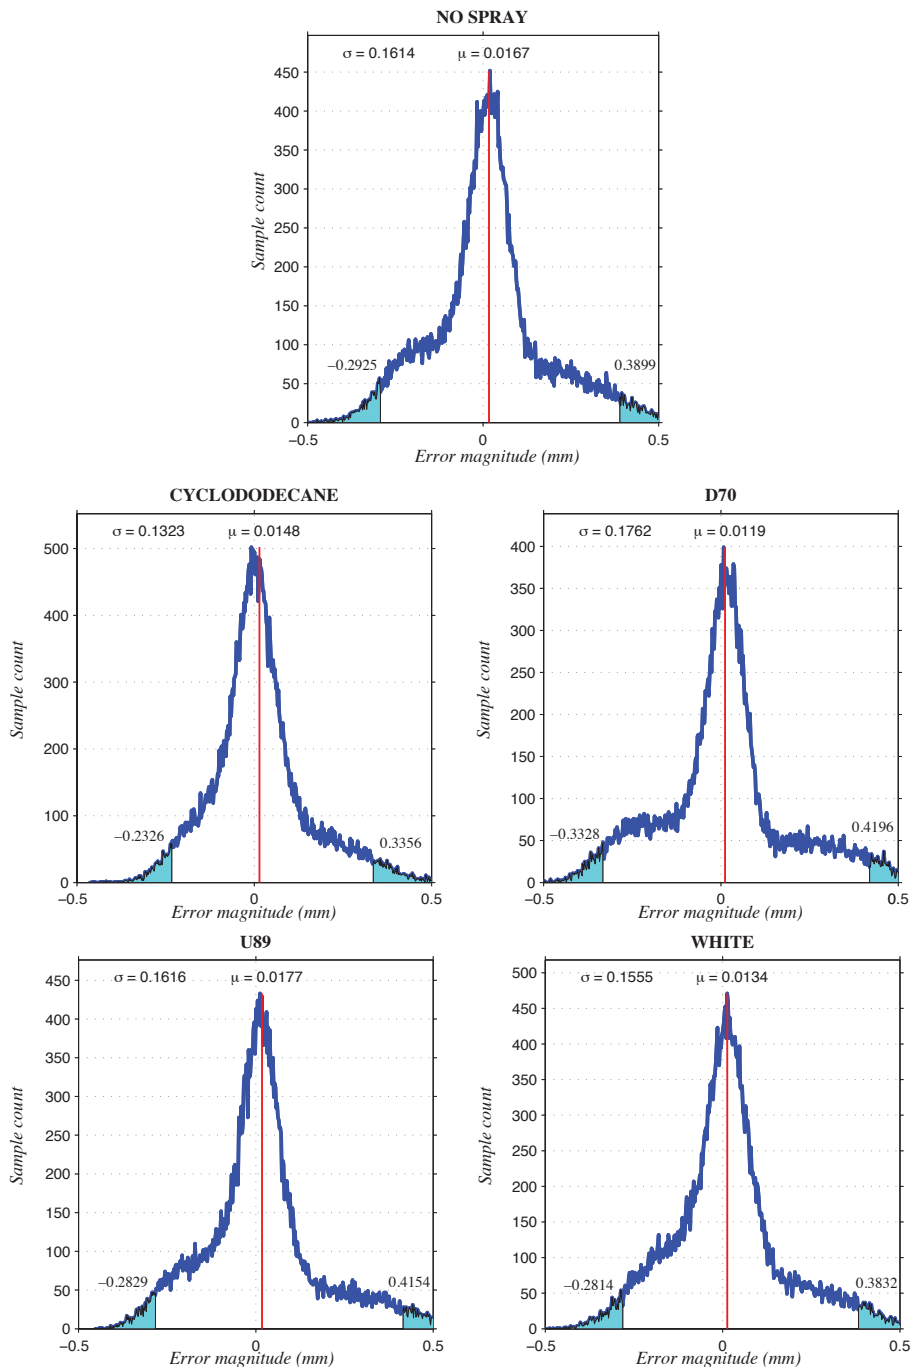 NO SPRAY
σ = 0.1614 μ = 0.0167
450
400
350
300
250
200
150
100
50
0
Sample count
−0.2925
0.3899
−0.5 0 0.5
Error magnitude (mm)
CYCLODODECANE
σ = 0.1323 μ = 0.0148
500
400
300
200
100
0
Sample count
−0.2326
0.3356
−0.5 0 0.5
Error magnitude (mm)
D70
σ = 0.1762 μ = 0.0119
400
350
300
250
200
150
100
50
0
Sample count
−0.3328
0.4196
−0.5 0 0.5
Error magnitude (mm)
U89
σ = 0.1616 μ = 0.0177
450
400
350
300
250
200
150
100
50
0
Sample count
−0.2829
0.4154
−0.5 0 0.5
Error magnitude (mm)
WHITE
σ = 0.1555 μ = 0.0134
500
450
400
350
300
250
200
150
100
50
0
Sample count
−0.2814
0.3832
−0.5 0 0.5
Error magnitude (mm)